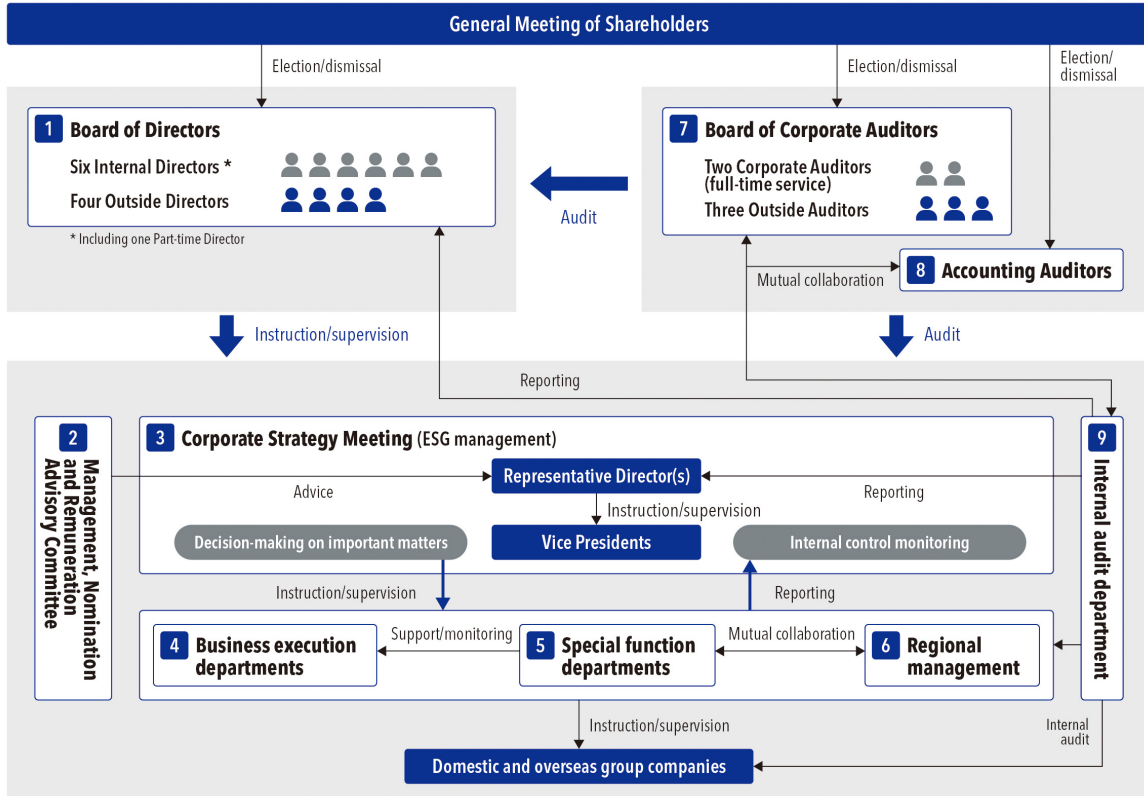 General Meeting of Shareholders
Election/dismissal
Election/dismissal
Election/
dismissal
1 Board of Directors
Six Internal Directors *
Four Outside Directors
* Including one Part-time Director
Audit
7 Board of Corporate Auditors
Two Corporate Auditors
(full-time service)
Three Outside Auditors
Mutual collaboration
8 Accounting Auditors
Instruction/supervision
Audit
Reporting
2
Management, Nomination
and Remuneration
Advisory Committee
3 Corporate Strategy Meeting (ESG management)
Advice
Representative Director(s)
Reporting
Instruction/supervision
Decision-making on important matters
Vice Presidents
Internal control monitoring
9
Internal audit department
Instruction/supervision
Reporting
4 Business execution
departments
Support/monitoring
5 Special function
departments
Mutual collaboration
6 Regional
management
Instruction/supervision
Internal
audit
Domestic and overseas group companies